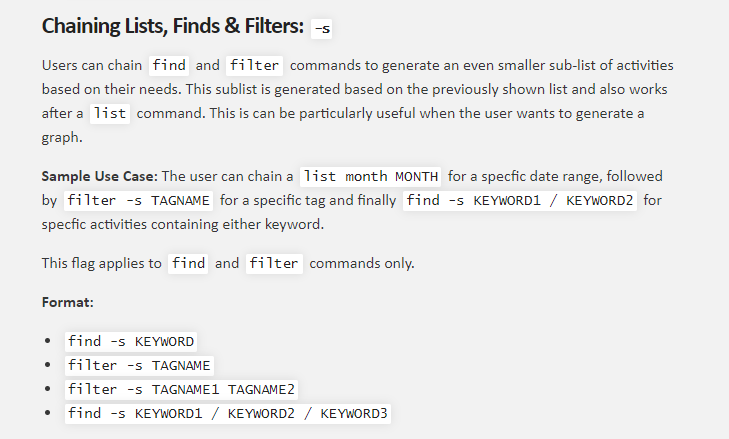 Chaining Lists, Finds & Filters: -s
Users can chain find and filter commands to generate an even smaller sub-list of activities
based on their needs. This sublist is generated based on the previously shown list and also works
after a list command. This is can be particularly useful when the user wants to generate a
graph.
Sample Use Case: The user can chain a list month MONTH for a specfic date range, followed
by filter -s TAGNAME for a specific tag and finally find -s KEYWORD1 / KEYWORD2 for
specfic activities containing either keyword.
This flag applies to find and filter commands only.
Format:
• find -s KEYWORD
• filter -s TAGNAME
• filter -s TAGNAME1 TAGNAME2
• find -s KEYWORD1 / KEYWORD2 / KEYWORD3